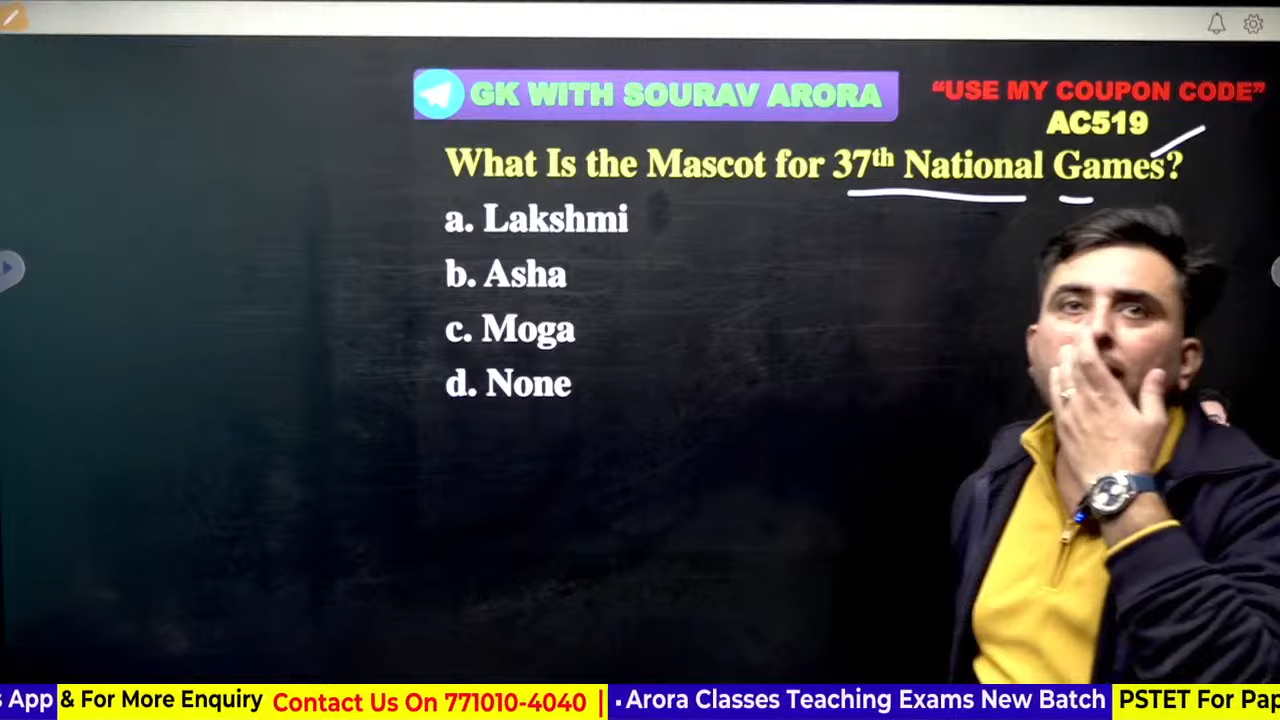 GK WITH SOURAV ARORA
“USE MY COUPON CODE”
AC519
What Is the Mascot for 37th National Games?
a. Lakshmi
b. Asha
c. Moga
d. None
s App & For More Enquiry Contact Us On 771010-4040 | • Arora Classes Teaching Exams New Batch PSTET For Pap